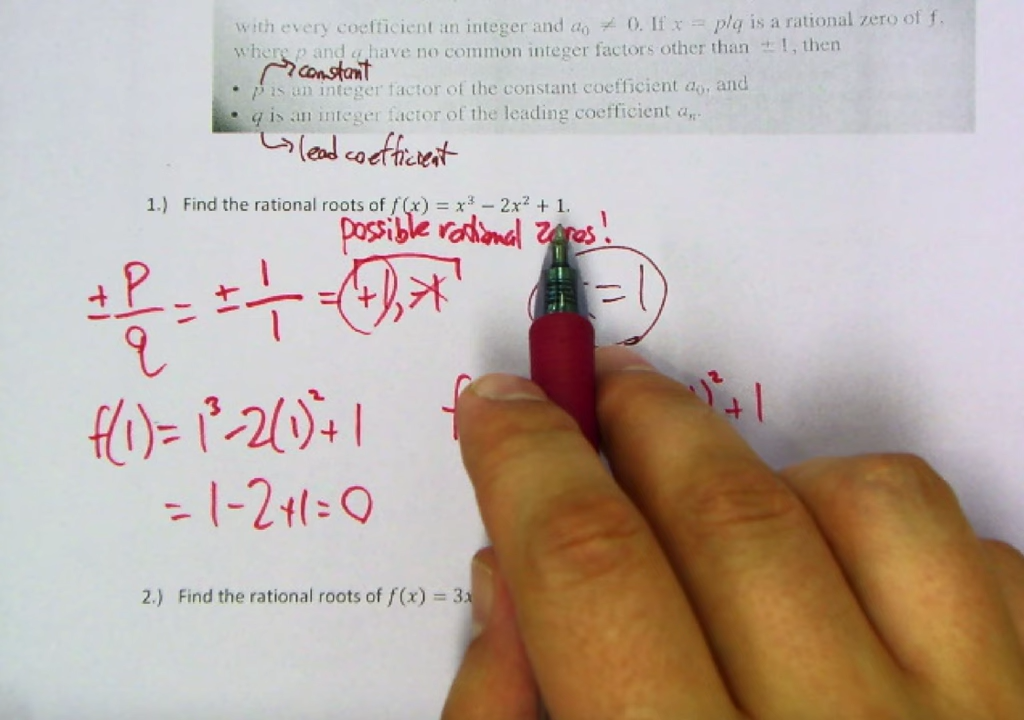 with every coefficient an integer and a₀ ≠ 0. If x = p/q is a rational zero of f,
where p and q have no common integer factors other than ±1, then
constant
• p is an integer factor of the constant coefficient a₀, and
• q is an integer factor of the leading coefficient aₙ.
lead coefficient
1.) Find the rational roots of f(x) = x³ − 2x² + 1.
possible rational zeros!
± p/q = ± 1/1 = +1, -1
= 1
f(1) = 1³ - 2(1)² + 1
)² + 1
= 1 - 2 + 1 = 0
2.) Find the rational roots of f(x) = 3x